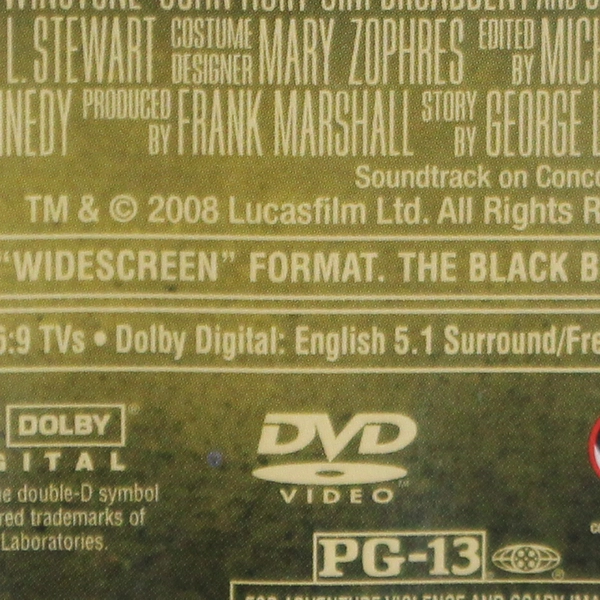 L. STEWART COSTUME DESIGNER MARY ZOPHRES EDITED BY
PRODUCED BY FRANK MARSHALL STORY BY GEORGE
Soundtrack on
TM & © 2008 Lucasfilm Ltd. All Rights
"WIDESCREEN" FORMAT. THE BLACK
TVs • Dolby Digital: English 5.1 Surround/
DOLBY
DVD
VIDEO
double-D symbol
trademarks of
Laboratories.
PG-13